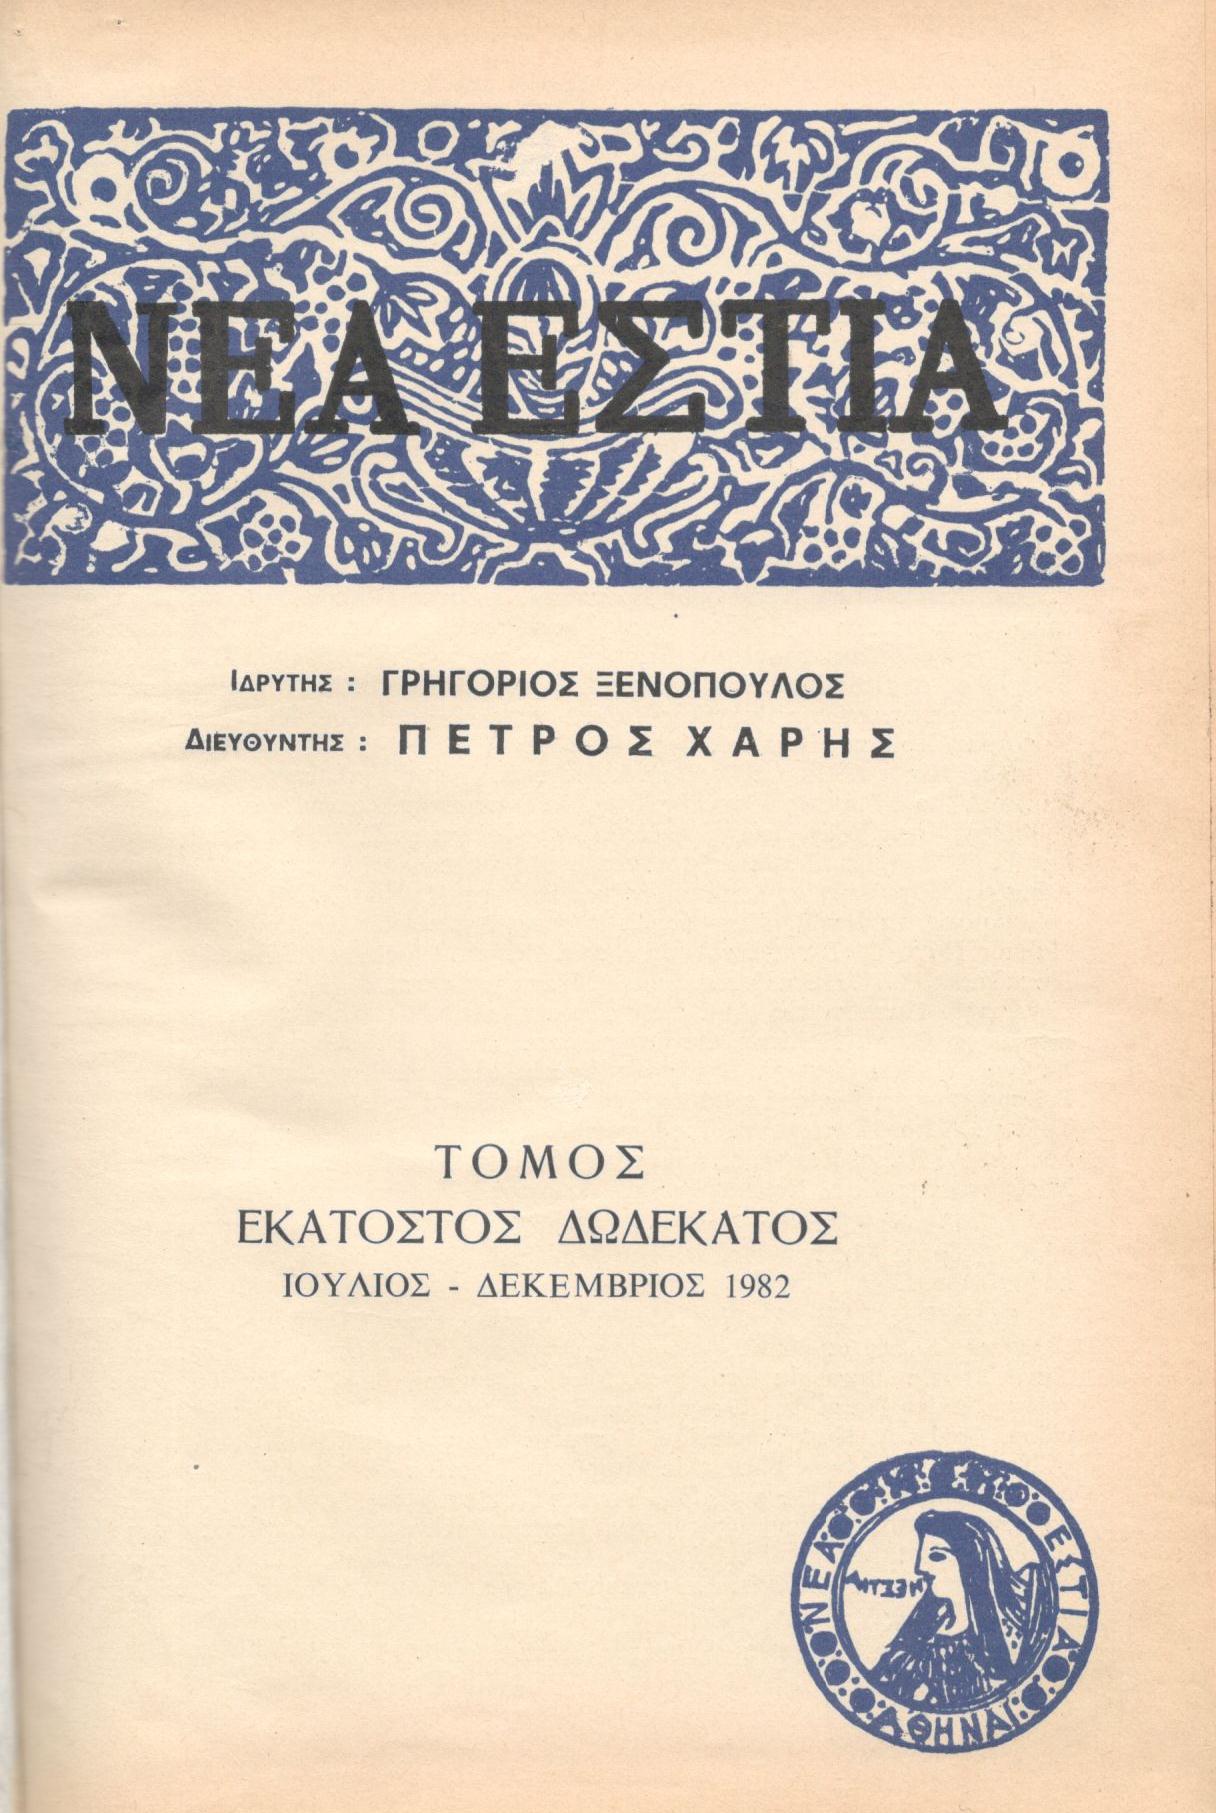 ΝΕΑ ΕΣΤΙΑ
ΙΔΡΥΤΗΣ : ΓΡΗΓΟΡΙΟΣ ΞΕΝΟΠΟΥΛΟΣ
ΔΙΕΥΘΥΝΤΗΣ : ΠΕΤΡΟΣ ΧΑΡΗΣ
ΤΟΜΟΣ
ΕΚΑΤΟΣΤΟΣ ΔΩΔΕΚΑΤΟΣ
ΙΟΥΛΙΟΣ - ΔΕΚΕΜΒΡΙΟΣ 1982
ΝΕΑ ΕΣΤΙΑ
ΑΘΗΝΑΙ